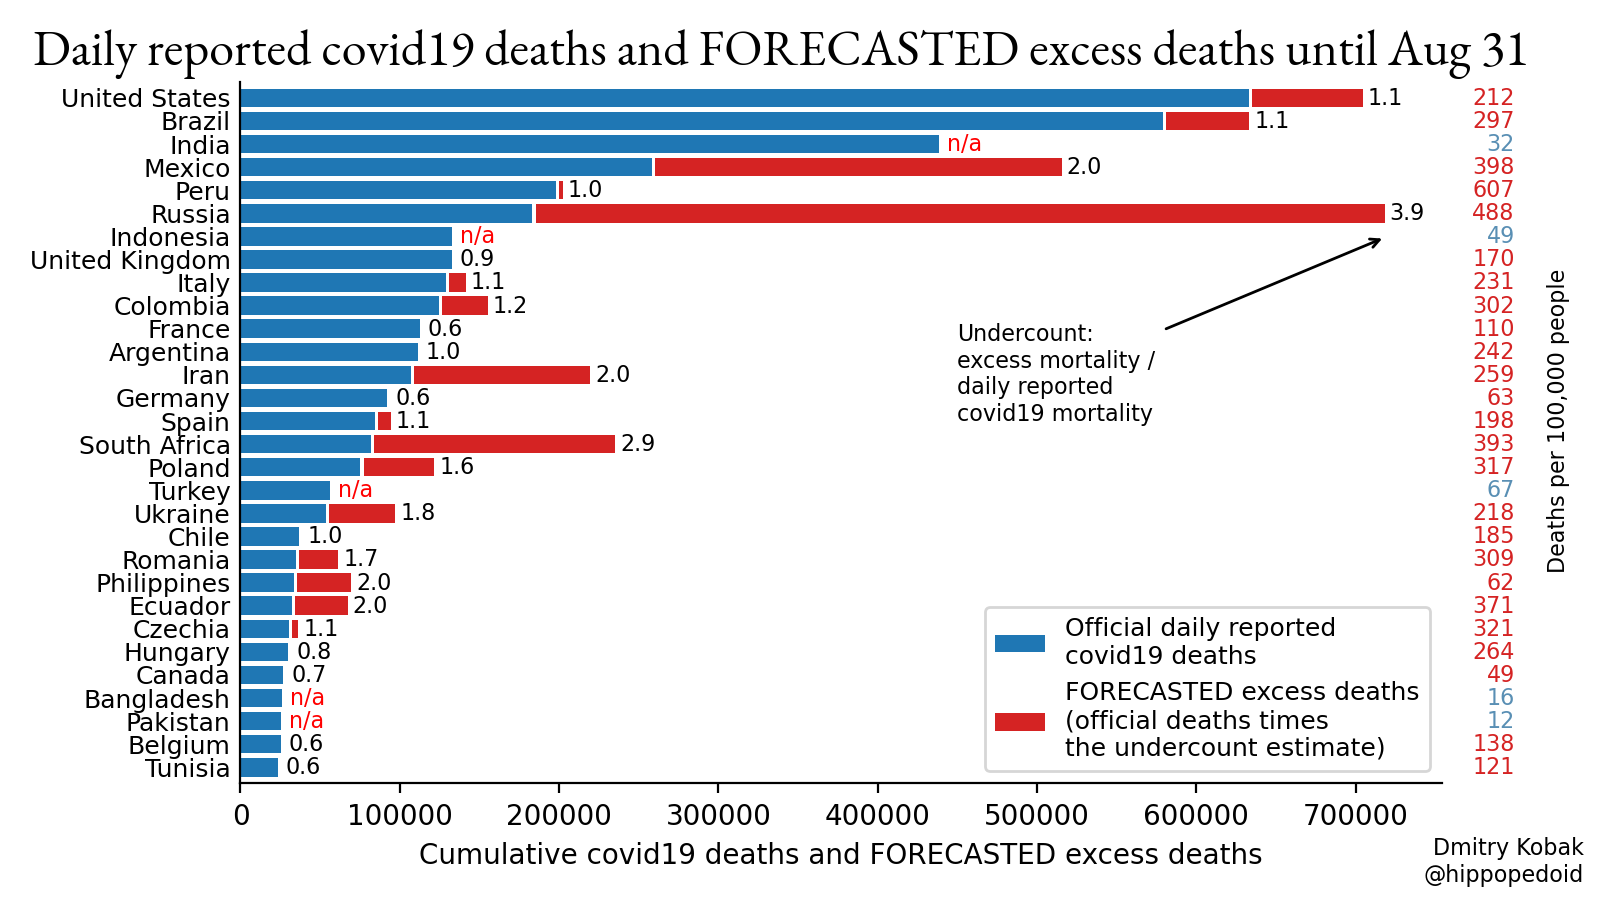 Daily reported covid19 deaths and FORECASTED excess deaths until Aug 31
United States 1.1 212
Brazil 1.1 297
India n/a 32
Mexico 2.0 398
Peru 1.0 607
Russia 3.9 488
Indonesia n/a 49
United Kingdom 0.9 170
Italy 1.1 231
Colombia 1.2 302
France 0.6 110
Argentina 1.0 242
Iran 2.0 259
Germany 0.6 63
Spain 1.1 198
South Africa 2.9 393
Poland 1.6 317
Turkey n/a 67
Ukraine 1.8 218
Chile 1.0 185
Romania 1.7 309
Philippines 2.0 62
Ecuador 2.0 371
Czechia 1.1 321
Hungary 0.8 264
Canada 0.7 49
Bangladesh n/a 16
Pakistan n/a 12
Belgium 0.6 138
Tunisia 0.6 121
Undercount:
excess mortality /
daily reported
covid19 mortality
Deaths per 100,000 people
Official daily reported
covid19 deaths
FORECASTED excess deaths
(official deaths times
the undercount estimate)
0 100000 200000 300000 400000 500000 600000 700000
Cumulative covid19 deaths and FORECASTED excess deaths
Dmitry Kobak
@hippopedoid